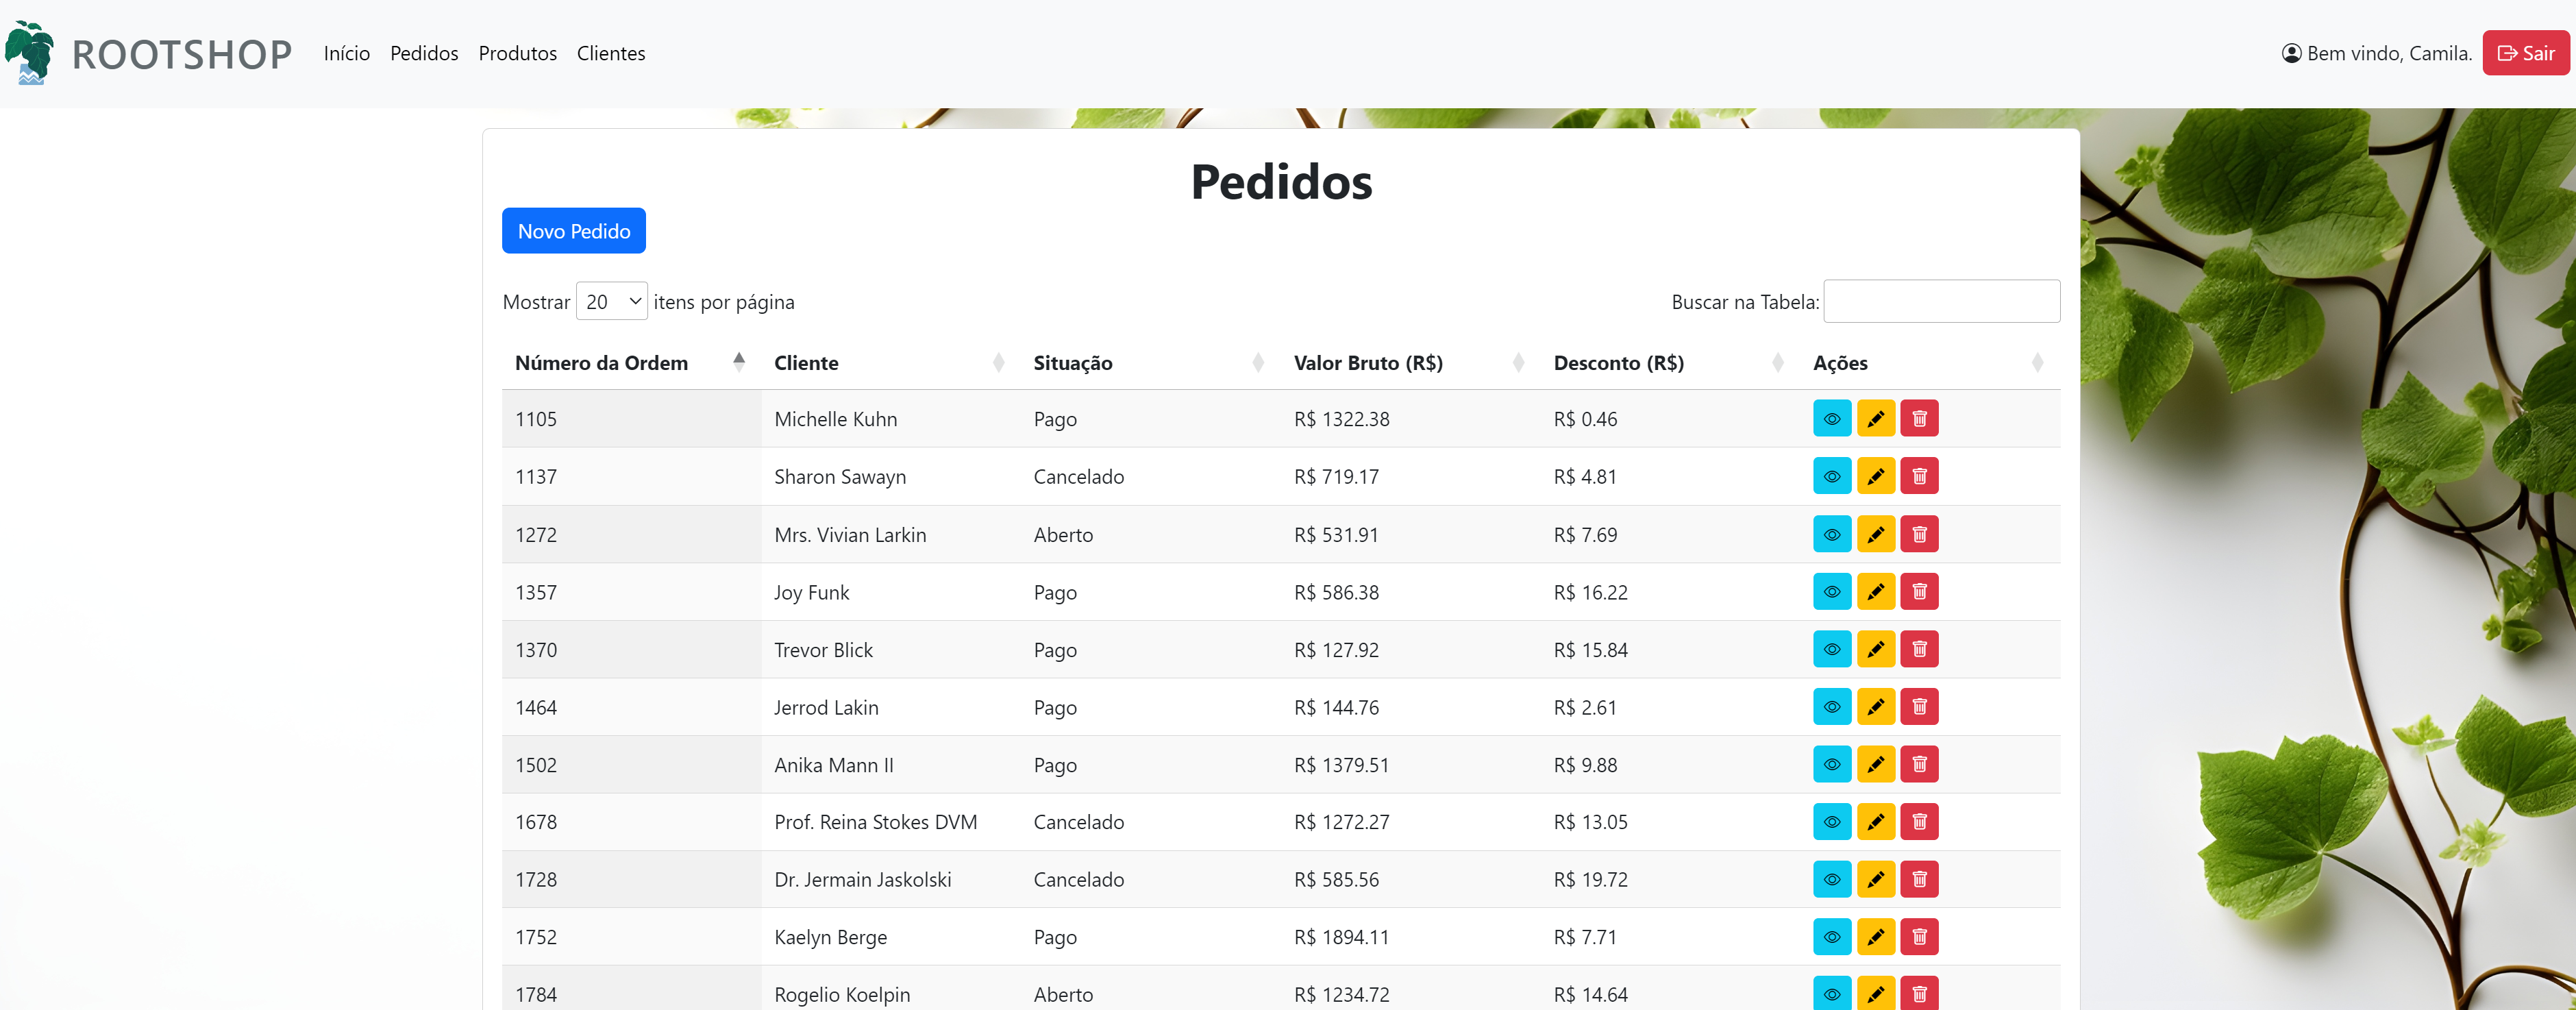 ROOTSHOP Início Pedidos Produtos Clientes Bem vindo, Camila. Sair
Pedidos
Novo Pedido
Mostrar 20 itens por página Buscar na Tabela:
Número da Ordem Cliente Situação Valor Bruto (R$) Desconto (R$) Ações
1105 Michelle Kuhn Pago R$ 1322.38 R$ 0.46
1137 Sharon Sawayn Cancelado R$ 719.17 R$ 4.81
1272 Mrs. Vivian Larkin Aberto R$ 531.91 R$ 7.69
1357 Joy Funk Pago R$ 586.38 R$ 16.22
1370 Trevor Blick Pago R$ 127.92 R$ 15.84
1464 Jerrod Lakin Pago R$ 144.76 R$ 2.61
1502 Anika Mann II Pago R$ 1379.51 R$ 9.88
1678 Prof. Reina Stokes DVM Cancelado R$ 1272.27 R$ 13.05
1728 Dr. Jermain Jaskolski Cancelado R$ 585.56 R$ 19.72
1752 Kaelyn Berge Pago R$ 1894.11 R$ 7.71
1784 Rogelio Koelpin Aberto R$ 1234.72 R$ 14.64